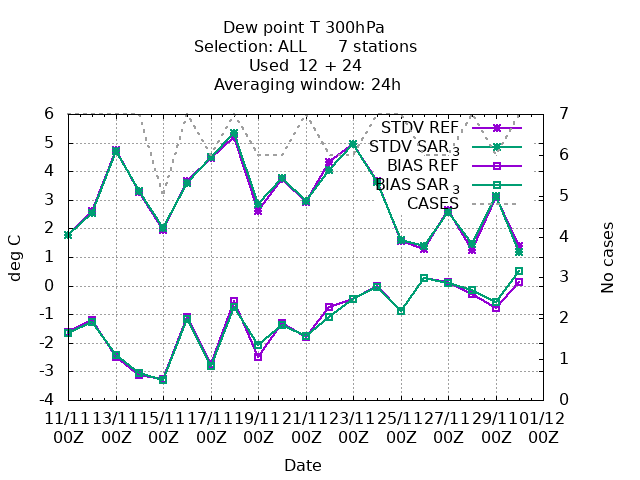 Dew point T 300hPa
Selection: ALL      7 stations
Used  12 + 24
Averaging window: 24h
6
5
4
3
2
1
0
-1
-2
-3
-4
deg C
7
6
5
4
3
2
1
0
No cases
STDV REF
STDV SAR_3
BIAS REF
BIAS SAR_3
CASES
11/11 13/11 15/11 17/11 19/11 21/11 23/11 25/11 27/11 29/11 01/12
00Z 00Z 00Z 00Z 00Z 00Z 00Z 00Z 00Z 00Z 00Z
Date